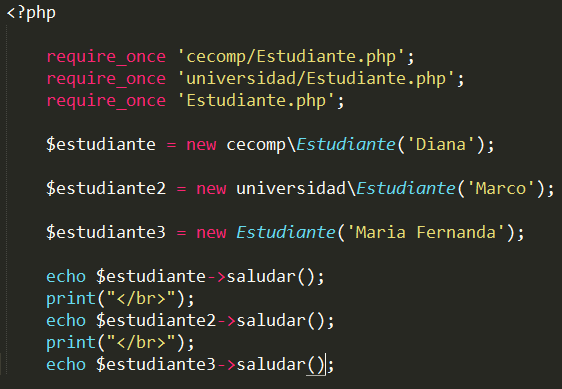 <?php
require_once 'cecomp/Estudiante.php';
require_once 'universidad/Estudiante.php';
require_once 'Estudiante.php';
$estudiante = new cecomp\Estudiante('Diana');
$estudiante2 = new universidad\Estudiante('Marco');
$estudiante3 = new Estudiante('Maria Fernanda');
echo $estudiante->saludar();
print("</br>");
echo $estudiante2->saludar();
print("</br>");
echo $estudiante3->saludar();